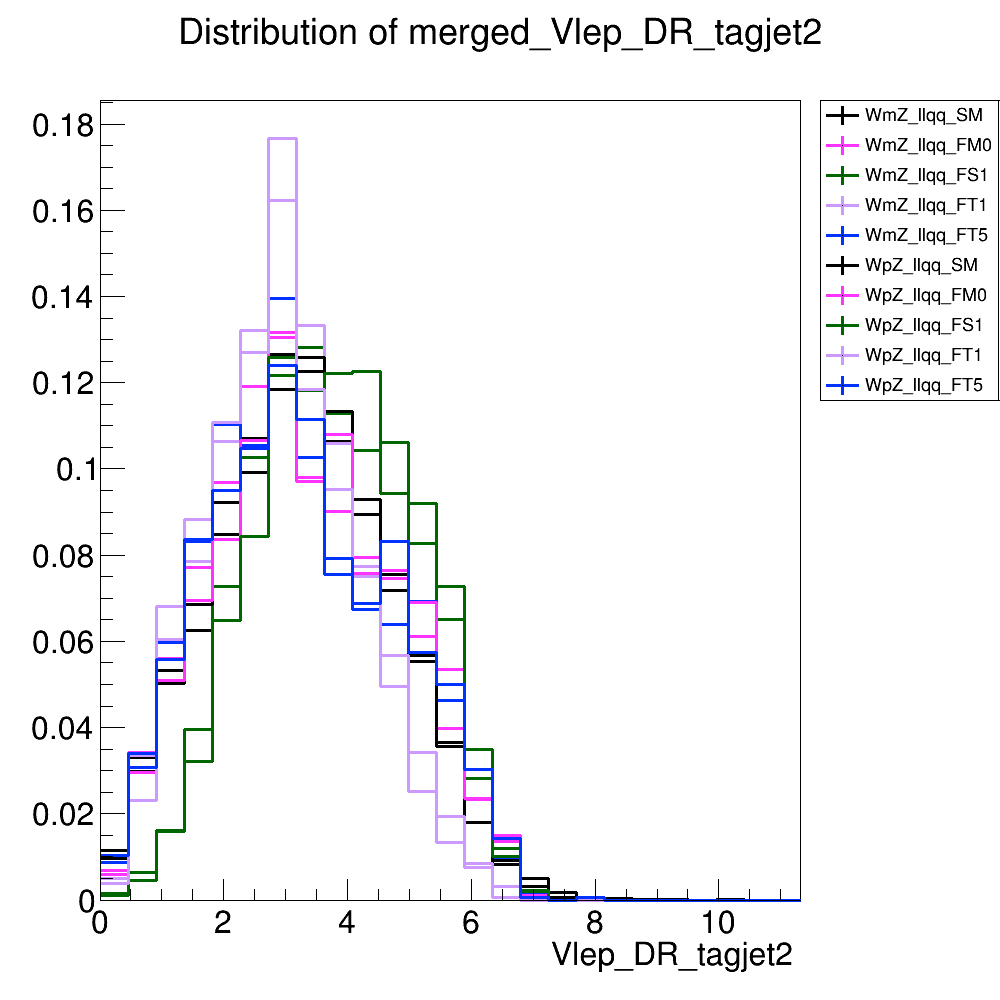 Distribution of merged_Vlep_DR_tagjet2
WmZ_llqq_SM
WmZ_llqq_FM0
WmZ_llqq_FS1
WmZ_llqq_FT1
WmZ_llqq_FT5
WpZ_llqq_SM
WpZ_llqq_FM0
WpZ_llqq_FS1
WpZ_llqq_FT1
WpZ_llqq_FT5
0.18
0.16
0.14
0.12
0.1
0.08
0.06
0.04
0.02
0
0 2 4 6 8 10
Vlep_DR_tagjet2